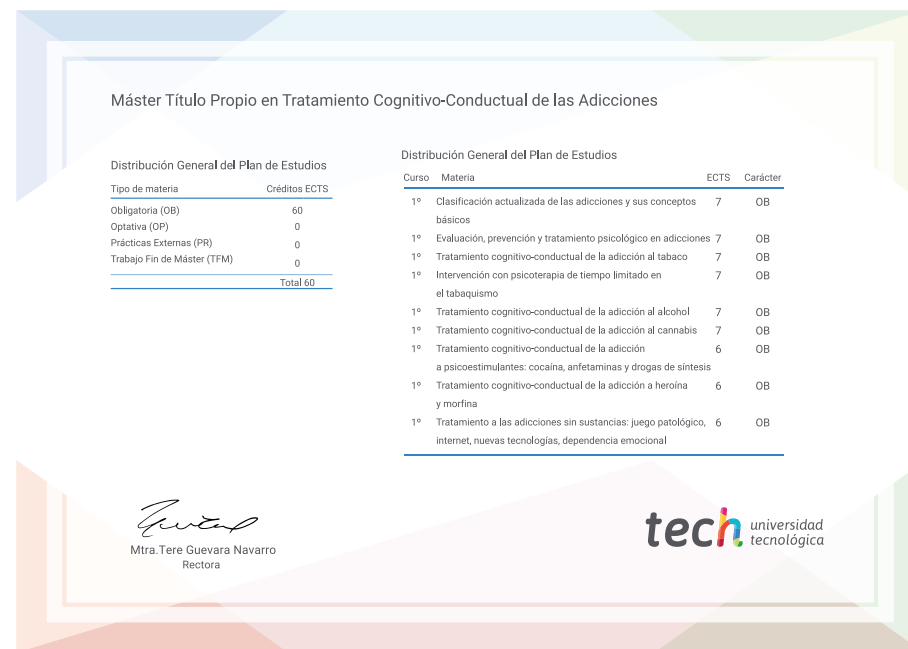 Máster Título Propio en Tratamiento Cognitivo-Conductual de las Adicciones
Distribución General del Plan de Estudios
Tipo de materia Créditos ECTS
Obligatoria (OB) 60
Optativa (OP) 0
Prácticas Externas (PR) 0
Trabajo Fin de Máster (TFM) 0
Total 60
Distribución General del Plan de Estudios
Curso Materia ECTS Carácter
1º Clasificación actualizada de las adicciones y sus conceptos 7 OB
básicos
1º Evaluación, prevención y tratamiento psicológico en adicciones 7 OB
1º Tratamiento cognitivo-conductual de la adicción al tabaco 7 OB
1º Intervención con psicoterapia de tiempo limitado en 7 OB
el tabaquismo
1º Tratamiento cognitivo-conductual de la adicción al alcohol 7 OB
1º Tratamiento cognitivo-conductual de la adicción al cannabis 7 OB
1º Tratamiento cognitivo-conductual de la adicción 6 OB
a psicoestimulantes: cocaína, anfetaminas y drogas de síntesis
1º Tratamiento cognitivo-conductual de la adicción a heroína 6 OB
y morfina
1º Tratamiento a las adicciones sin sustancias: juego patológico, 6 OB
internet, nuevas tecnologías, dependencia emocional
Mtra.Tere Guevara Navarro
Rectora
tech universidad
tecnológica